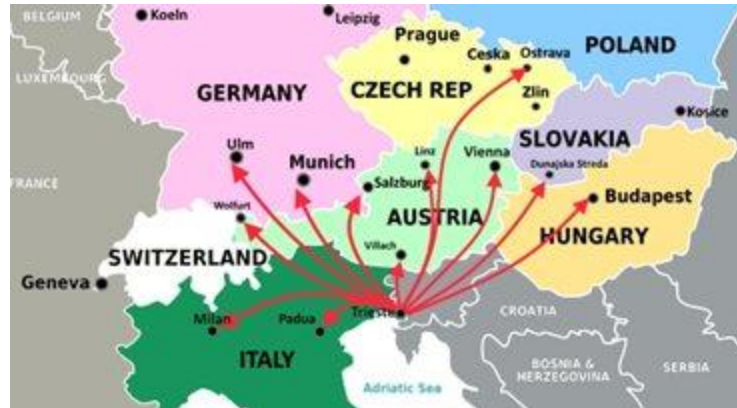 BELGIUM
Koeln
Leipzig
Prague
Ceska
Ostrava
POLAND
LUXEMBOURG
GERMANY
CZECH REP
Zlin
Kosice
SLOVAKIA
Ulm
Munich
Linz
Vienna
Dunajska Streda
FRANCE
Salzburg
Budapest
Wolfurt
AUSTRIA
HUNGARY
Villach
SWITZERLAND
Geneva
Milan
Padua
Trieste
CROATIA
ITALY
BOSNIA &
HERZEGOVINA
SERBIA
Adriatic Sea